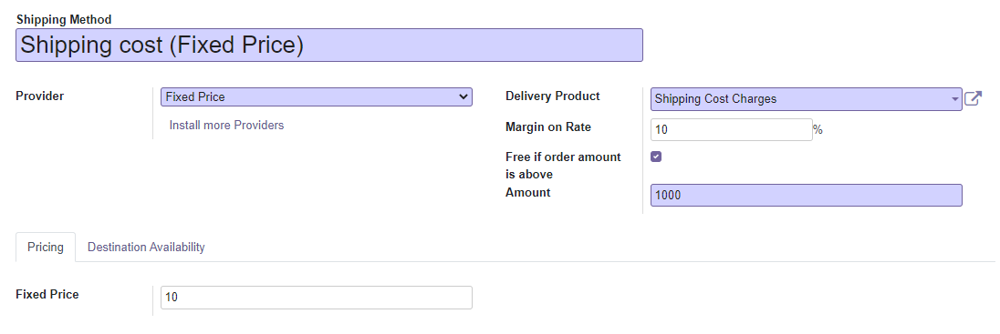 Shipping Method
Shipping cost (Fixed Price)
Provider
Fixed Price
Install more Providers
Delivery Product
Shipping Cost Charges
Margin on Rate
10 %
Free if order amount
is above
Amount
1000
Pricing
Destination Availability
Fixed Price
10